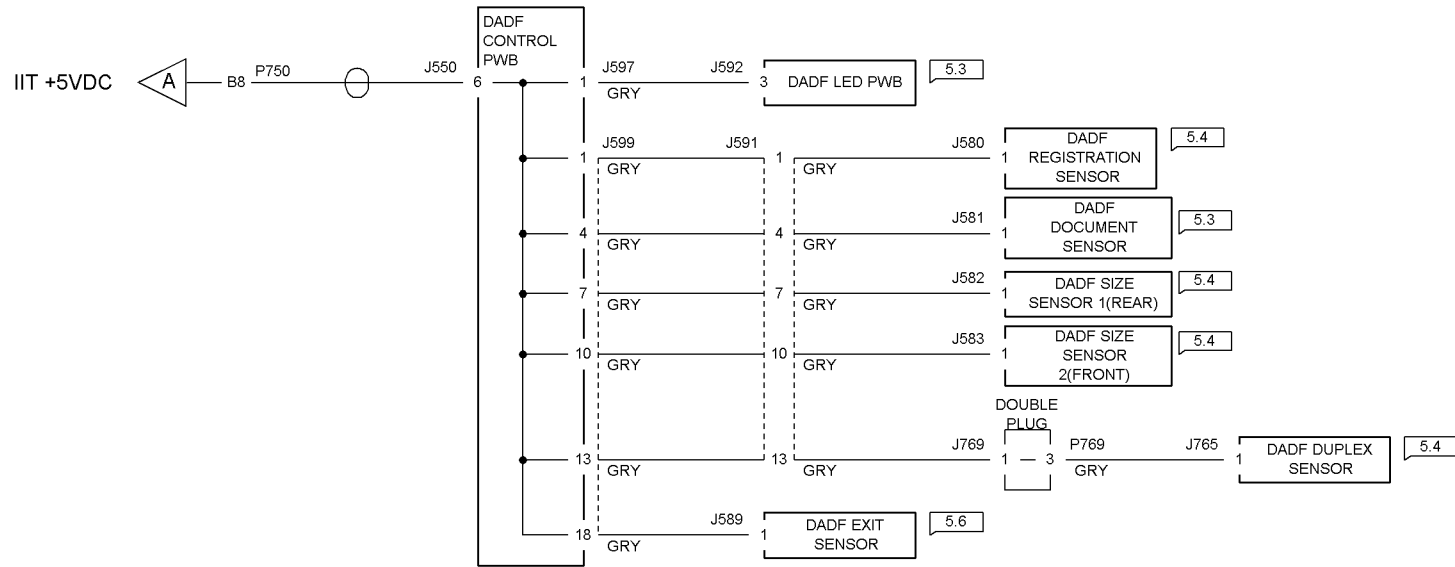 DADF
CONTROL
PWB
IIT +5VDC
A
B8
P750
J550
6
1
J597
GRY
J592
3
DADF LED PWB
5.3
1
J599
GRY
J591
1
GRY
J580
1
DADF
REGISTRATION
SENSOR
5.4
4
GRY
4
GRY
J581
1
DADF
DOCUMENT
SENSOR
5.3
7
GRY
7
GRY
J582
1
DADF SIZE
SENSOR 1(REAR)
5.4
10
GRY
10
GRY
J583
1
DADF SIZE
SENSOR
2(FRONT)
5.4
13
GRY
13
GRY
J769
DOUBLE
PLUG
1 – 3
P769
GRY
J765
1
DADF DUPLEX
SENSOR
5.4
18
GRY
J589
1
DADF EXIT
SENSOR
5.6